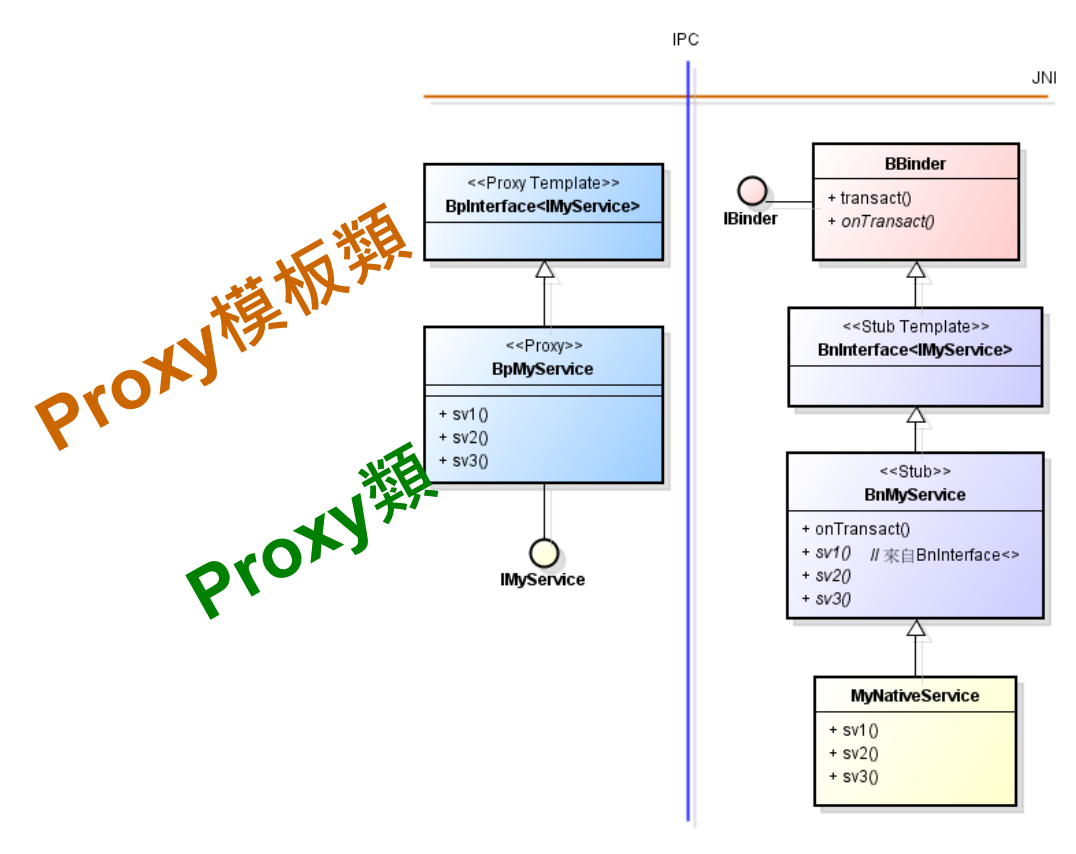 IPC
JNI
<<Proxy Template>>
BpInterface<IMyService>
Proxy模板類
<<Proxy>>
BpMyService
+ sv1()
+ sv2()
+ sv3()
Proxy類
IMyService
IBinder
BBinder
+ transact()
+ onTransact()
<<Stub Template>>
BnInterface<IMyService>
<<Stub>>
BnMyService
+ onTransact()
+ sv1() // 來自BnInterface<>
+ sv2()
+ sv3()
MyNativeService
+ sv1()
+ sv2()
+ sv3()